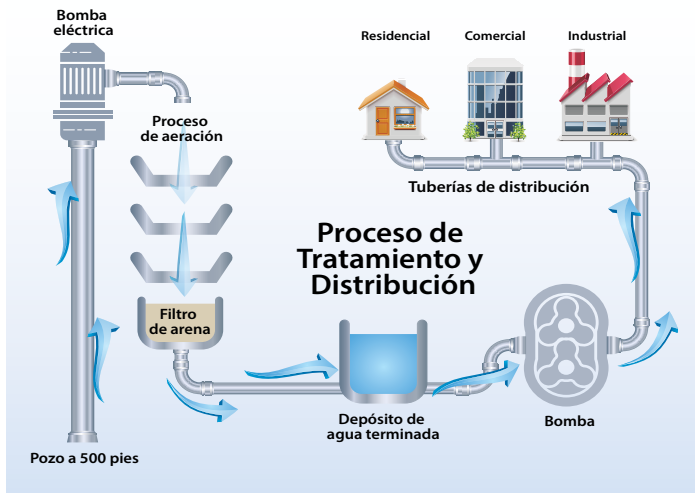 Bomba
eléctrica
Residencial
Comercial
Industrial
Proceso
de aeración
Tuberías de distribución
Proceso de
Tratamiento y
Distribución
Filtro
de arena
Depósito de
agua terminada
Bomba
Pozo a 500 pies